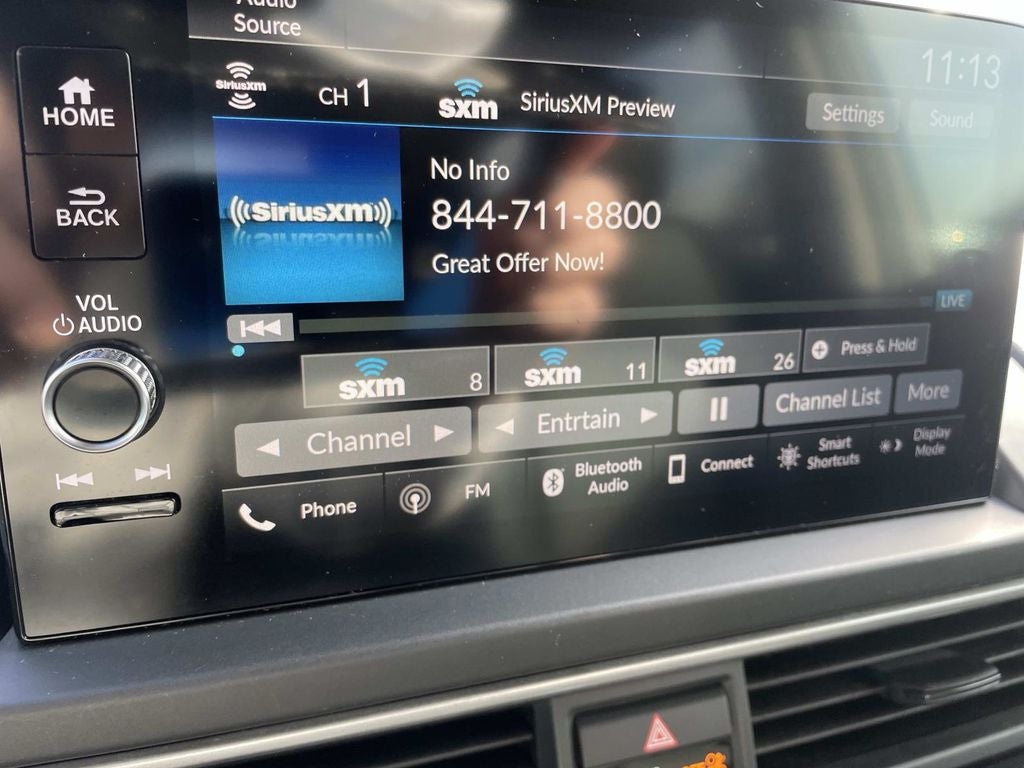 Audio
Source
11:13
HOME
SiriusXM
CH 1
sxm
SiriusXM Preview
Settings
Sound
No Info
((SiriusXM))
844-711-8800
BACK
Great Offer Now!
LIVE
VOL
AUDIO
sxm 8
sxm 11
sxm 26
Press & Hold
Channel
Entrtain
Channel List
More
Phone
FM
Bluetooth
Audio
Connect
Smart
Shortcuts
Display
Mode